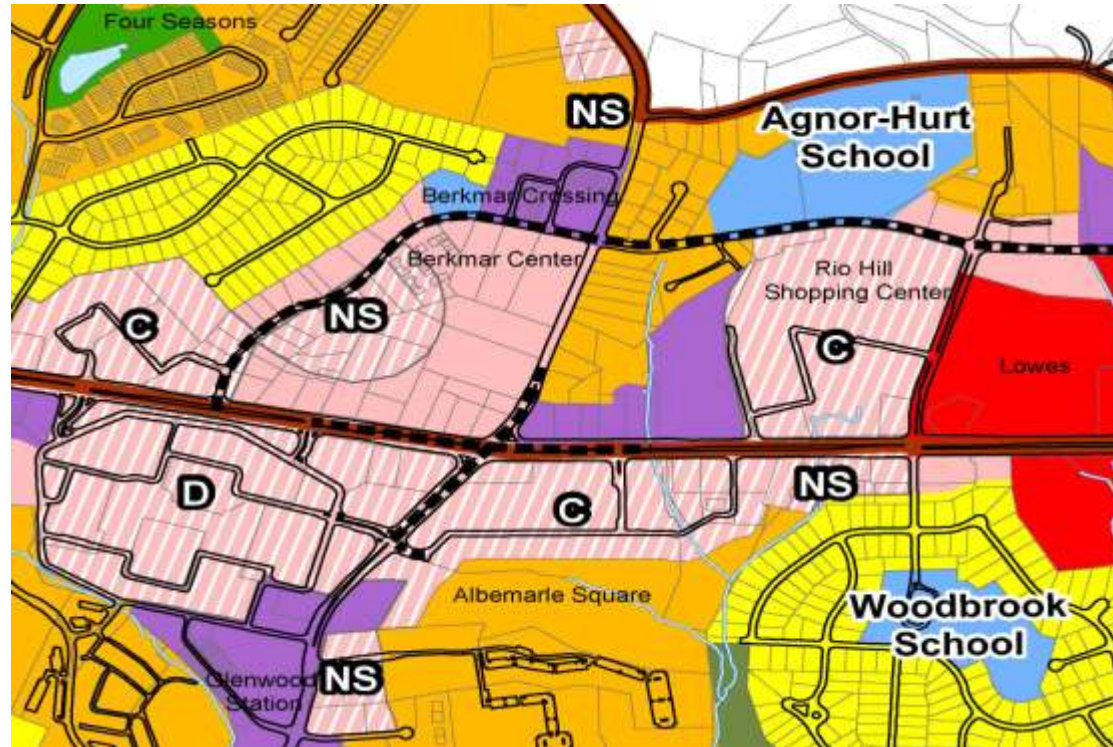 Four Seasons
NS
Agnor-Hurt
School
Berkmar Crossing
Berkmar Center
Rio Hill
Shopping Center
C
NS
C
Lowes
D
C
NS
Albemarle Square
Woodbrook
School
Glenwood
Station
NS